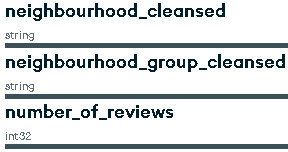 neighbourhood_cleansed
string
neighbourhood_group_cleansed
string
number_of_reviews
int32